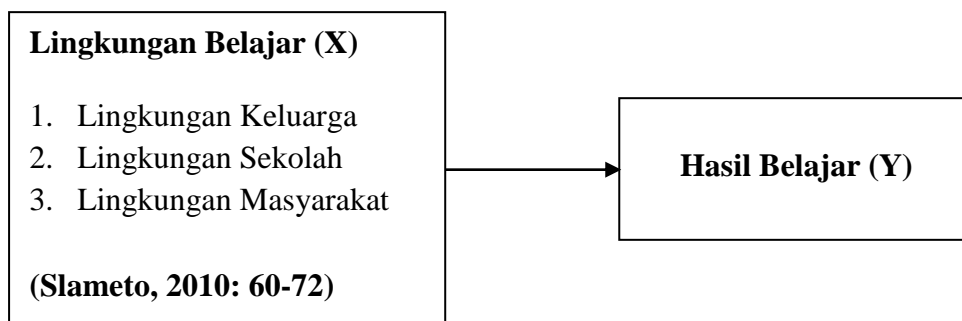 Lingkungan Belajar (X)
1. Lingkungan Keluarga
2. Lingkungan Sekolah
3. Lingkungan Masyarakat
(Slameto, 2010: 60-72)
Hasil Belajar (Y)